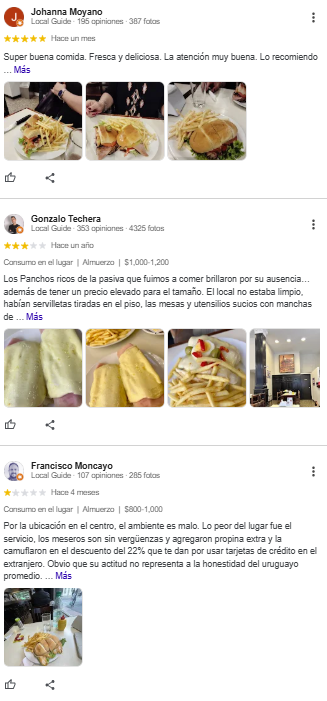 Johanna Moyano
Local Guide · 195 opiniones · 387 fotos
Hace un mes
Super buena comida. Fresca y deliciosa. La atención muy buena. Lo recomiendo
... Más
Gonzalo Techera
Local Guide · 353 opiniones · 4325 fotos
Hace un año
Consumo en el lugar | Almuerzo | $1,000-1,200
Los Panchos ricos de la pasiva que fuimos a comer brillaron por su ausencia...
además de tener un precio elevado para el tamaño. El local no estaba limpio,
habían servilletas tiradas en el piso, las mesas y utensilios sucios con manchas
de ... Más
Francisco Moncayo
Local Guide · 107 opiniones · 285 fotos
Hace 4 meses
Consumo en el lugar | Almuerzo | $800-1,000
Por la ubicación en el centro, el ambiente es malo. Lo peor del lugar fue el
servicio, los meseros son sin vergüenzas y agregaron propina extra y la
camuflaron en el descuento del 22% que te dan por usar tarjetas de crédito en el
extranjero. Obvio que su actitud no representa a la honestidad del uruguayo
promedio. ... Más